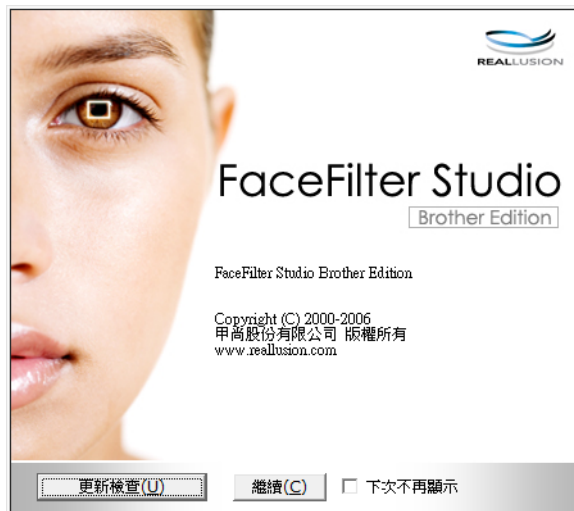 REALLUSION
FaceFilter Studio
Brother Edition
FaceFilter Studio Brother Edition
Copyright (C) 2000-2006
甲尚股份有限公司 版權所有
www.reallusion.com
更新檢查(U) 繼續(C) 下次不再顯示